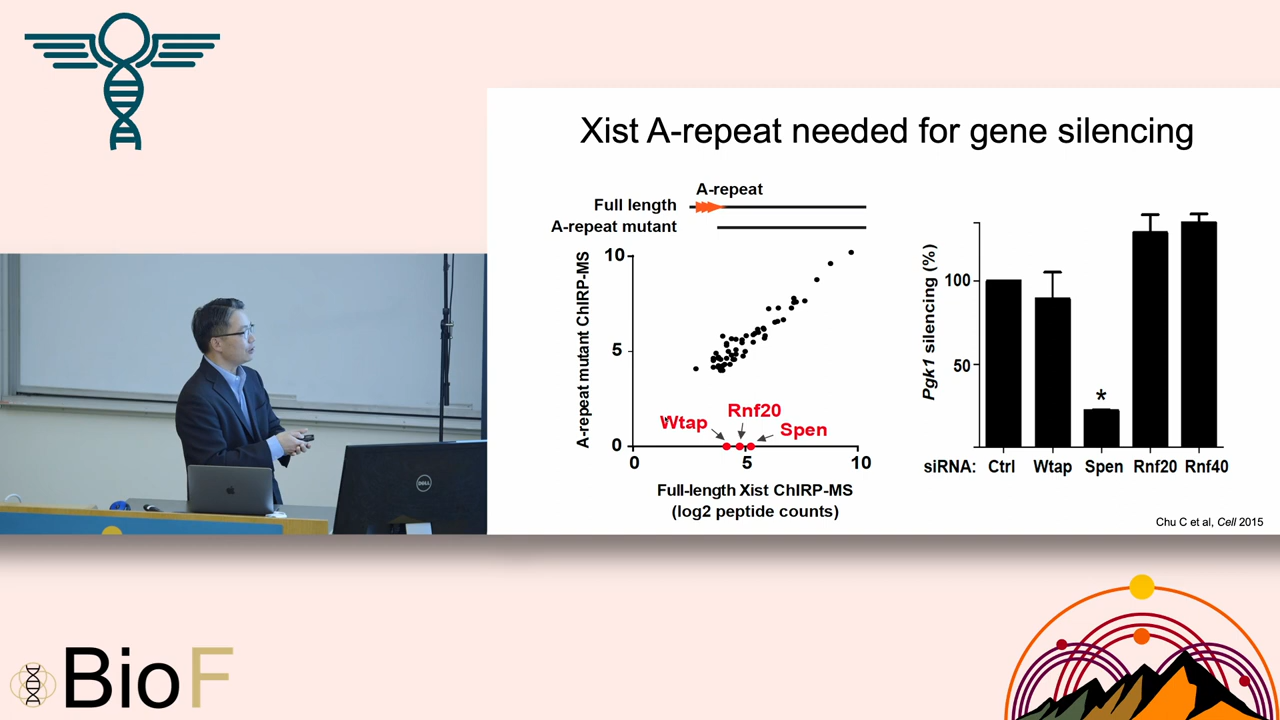 Xist A-repeat needed for gene silencing
A-repeat
Full length
A-repeat mutant
A-repeat mutant ChIRP-MS
10
5
0
Wtap
Rnf20
Spen
0
5
10
Full-length Xist ChIRP-MS
(log2 peptide counts)
Pgk1 silencing (%)
100
50
*
siRNA: Ctrl Wtap Spen Rnf20 Rnf40
Chu C et al, Cell 2015
DELL
BioF